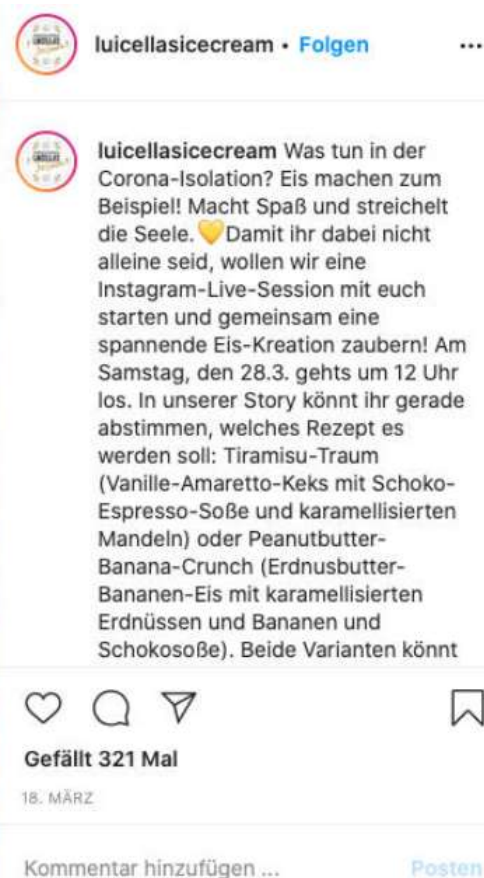 luicellasicecream • Folgen ...
luicellasicecream Was tun in der
Corona-Isolation? Eis machen zum
Beispiel! Macht Spaß und streichelt
die Seele. 💛Damit ihr dabei nicht
alleine seid, wollen wir eine
Instagram-Live-Session mit euch
starten und gemeinsam eine
spannende Eis-Kreation zaubern! Am
Samstag, den 28.3. gehts um 12 Uhr
los. In unserer Story könnt ihr gerade
abstimmen, welches Rezept es
werden soll: Tiramisu-Traum
(Vanille-Amaretto-Keks mit Schoko-
Espresso-Soße und karamellisierten
Mandeln) oder Peanutbutter-
Banana-Crunch (Erdnusbutter-
Bananen-Eis mit karamellisierten
Erdnüssen und Bananen und
Schokosoße). Beide Varianten könnt
Gefällt 321 Mal
18. MÄRZ
Kommentar hinzufügen ... Posten